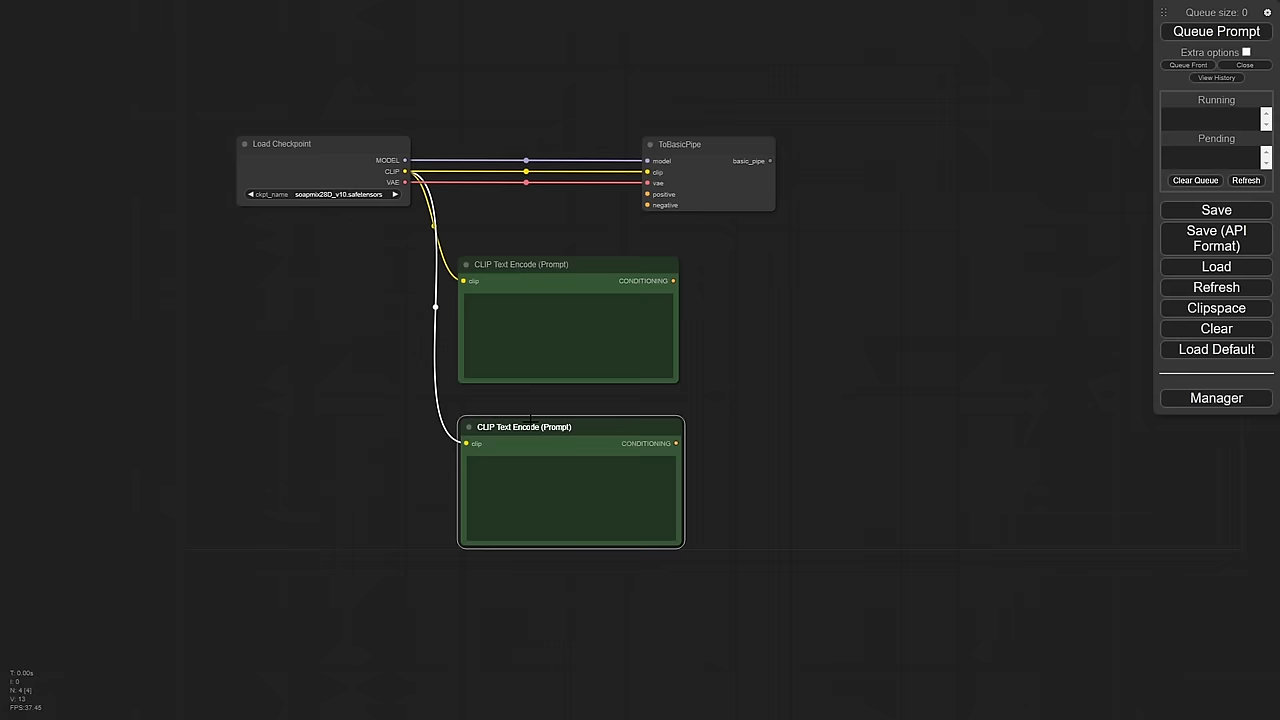 Queue size: 0
Queue Prompt
Extra options
Queue Front
Close
View History
Running
Pending
Clear Queue
Refresh
Save
Save (API
Format)
Load
Refresh
Clipspace
Clear
Load Default
Manager
Load Checkpoint
MODEL
CLIP
VAE
ckpt_name soapmix28D_v10.safetensors
ToBasicPipe
model
basic_pipe
clip
vae
positive
negative
CLIP Text Encode (Prompt)
clip
CONDITIONING
CLIP Text Encode (Prompt)
clip
CONDITIONING
T: 0.00s
I: 0
N: 4 [4]
V: 13
FPS:37.45